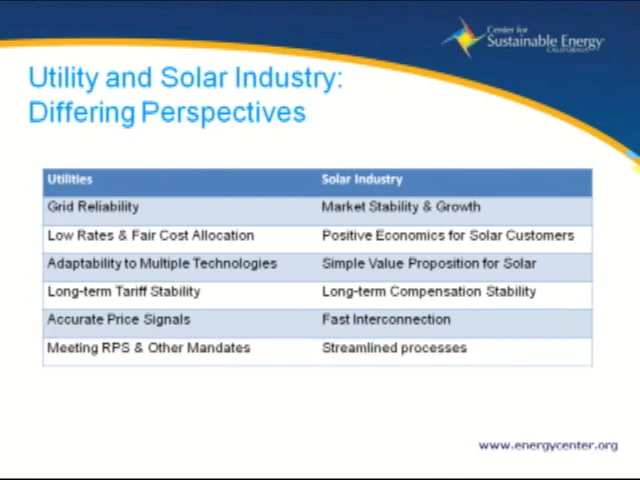 Center for
Sustainable Energy
CALIFORNIA
Utility and Solar Industry:
Differing Perspectives
Utilities Solar Industry
Grid Reliability Market Stability & Growth
Low Rates & Fair Cost Allocation Positive Economics for Solar Customers
Adaptability to Multiple Technologies Simple Value Proposition for Solar
Long-term Tariff Stability Long-term Compensation Stability
Accurate Price Signals Fast Interconnection
Meeting RPS & Other Mandates Streamlined processes
www.energycenter.org